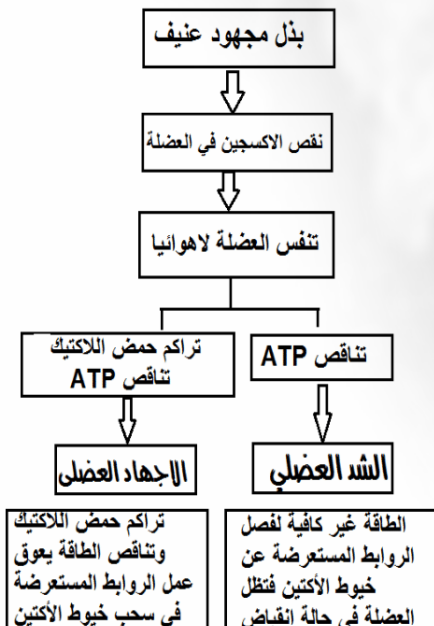 بذل مجهود عنيف
نقص الاكسجين في العضلة
تنفس العضلة لاهوائيا
تناقص ATP
تراكم حمض اللاكتيك
تناقص ATP
الشد العضلي
الاجهاد العضلى
الطاقة غير كافية لفصل
الروابط المستعرضة عن
خيوط الأكتين فتظل
العضلة في حالة انقباض
تراكم حمض اللاكتيك
وتناقص الطاقة يعوق
عمل الروابط المستعرضة
في سحب خيوط الأكتين